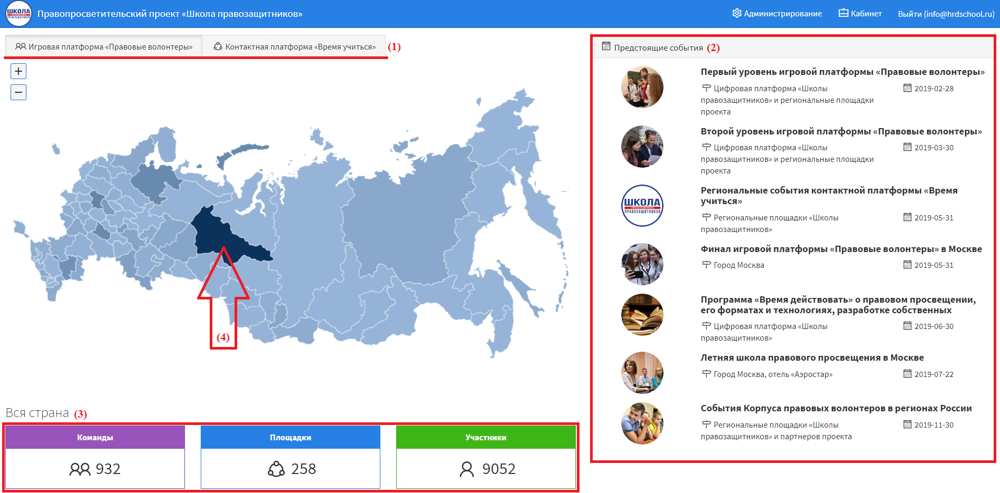 ШКОЛА
ПРАВОЗАЩИТНИКОВ
Правопросветительский проект «Школа правозащитников»
Администрирование
Кабинет
Выйти (info@hrdschool.ru)
Игровая платформа «Правовые волонтеры»
Контактная платформа «Время учиться»
(1)
+
−
(4)
Вся страна (3)
Команды
932
Площадки
258
Участники
9052
Предстоящие события (2)
Первый уровень игровой платформы «Правовые волонтеры»
Цифровая платформа «Школы
правозащитников» и региональные площадки
проекта
2019-02-28
Второй уровень игровой платформы «Правовые волонтеры»
Цифровая платформа «Школы
правозащитников» и региональные площадки
проекта
2019-03-30
ШКОЛА
УЧИТЬСЯ И ДЕЙСТВОВАТЬ
ПРАВОЗАЩИТНИКОВ
Региональные события контактной платформы «Время
учиться»
Региональные площадки «Школы
правозащитников»
2019-05-31
Финал игровой платформы «Правовые волонтеры» в Москве
Город Москва
2019-05-31
Программа «Время действовать» о правовом просвещении,
его форматах и технологиях, разработке собственных
Цифровая платформа «Школы
правозащитников»
2019-06-30
Летняя школа правового просвещения в Москве
Город Москва, отель «Аэростар»
2019-07-22
События Корпуса правовых волонтеров в регионах России
Региональные площадки «Школы
правозащитников» и партнеров проекта
2019-11-30